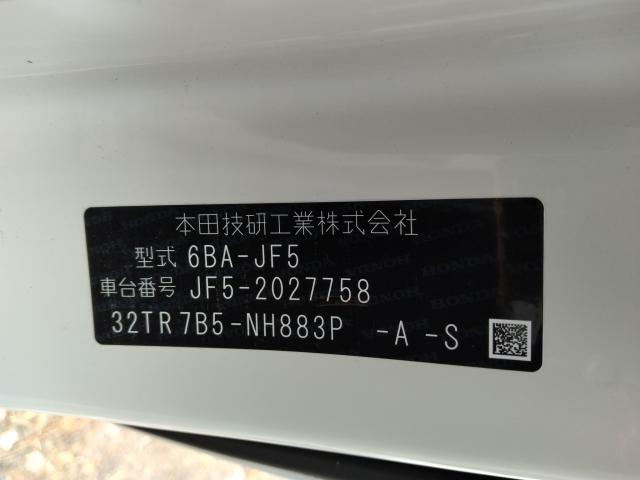 本田技研工業株式会社
型式 6BA-JF5
車台番号 JF5-2027758
32TR7B5-NH883P -A -S